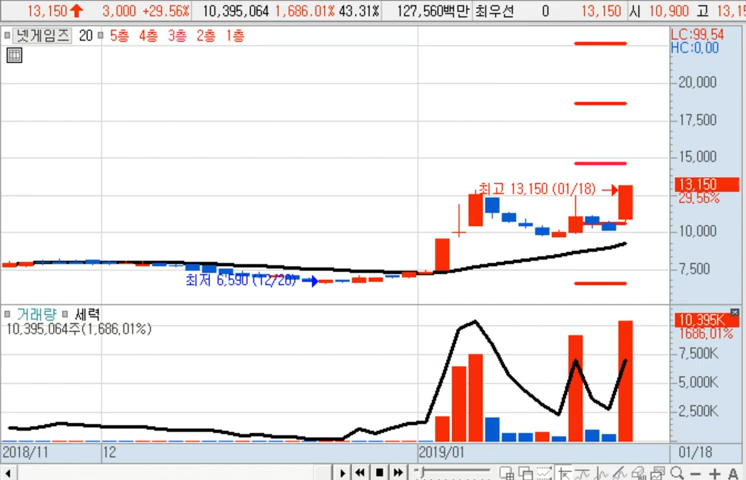 13,150 3,000 +29.56% 10,395,064 1,686.01% 43.31% 127,560백만 최우선 0 13,150 시 10,900 고 13,15
넷게임즈 20 5층 4층 3층 2층 1층
LC:99.54
HC:0.00
20,000
17,500
15,000
최고 13,150 (01/18)
13,150
29.56%
10,000
7,500
최저 6,590 (12/26)
거래량 세력
10,395,064주(1,686.01%)
10,395K
1686.01%
7,500K
5,000K
2,500K
2018/11 12 2019/01 01/18
A